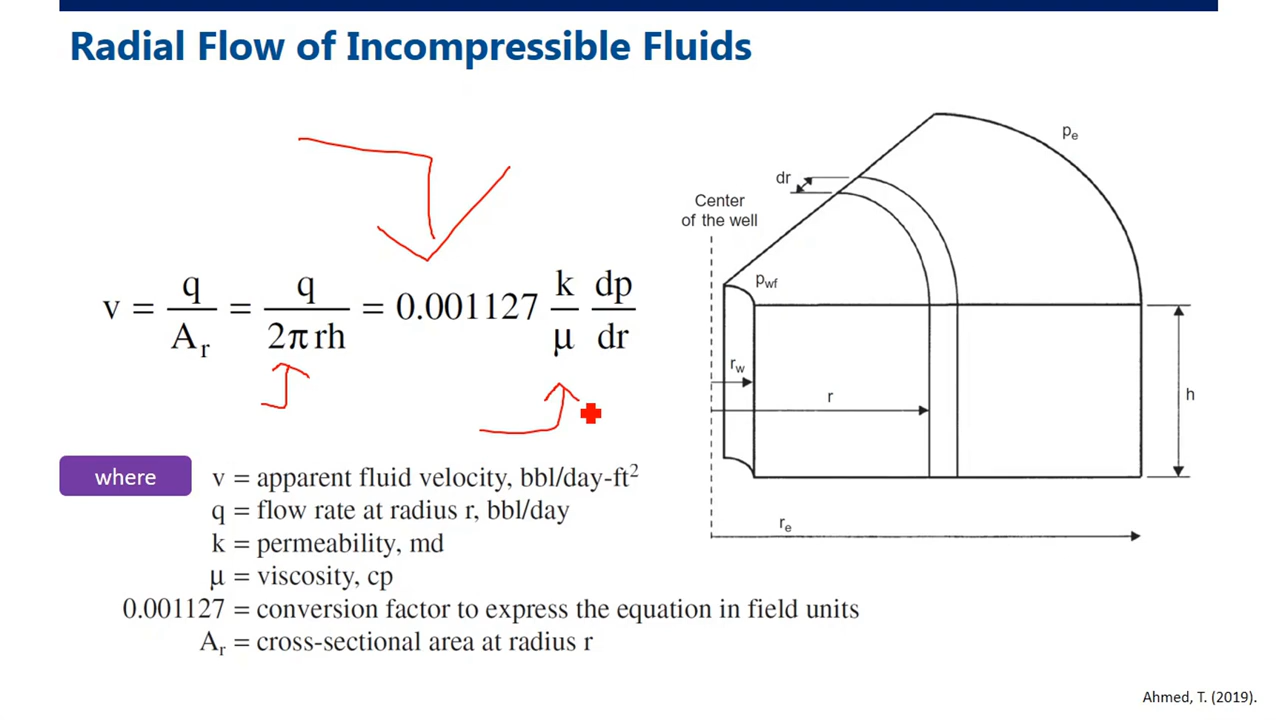 Radial Flow of Incompressible Fluids
v = q/A_r = q/2π rh = 0.001127 k/μ dp/dr
where
v = apparent fluid velocity, bbl/day-ft²
q = flow rate at radius r, bbl/day
k = permeability, md
μ = viscosity, cp
0.001127 = conversion factor to express the equation in field units
A_r = cross-sectional area at radius r
p_e
dr
Center
of the well
p_wf
r_w
r
h
r_e
Ahmed, T. (2019).